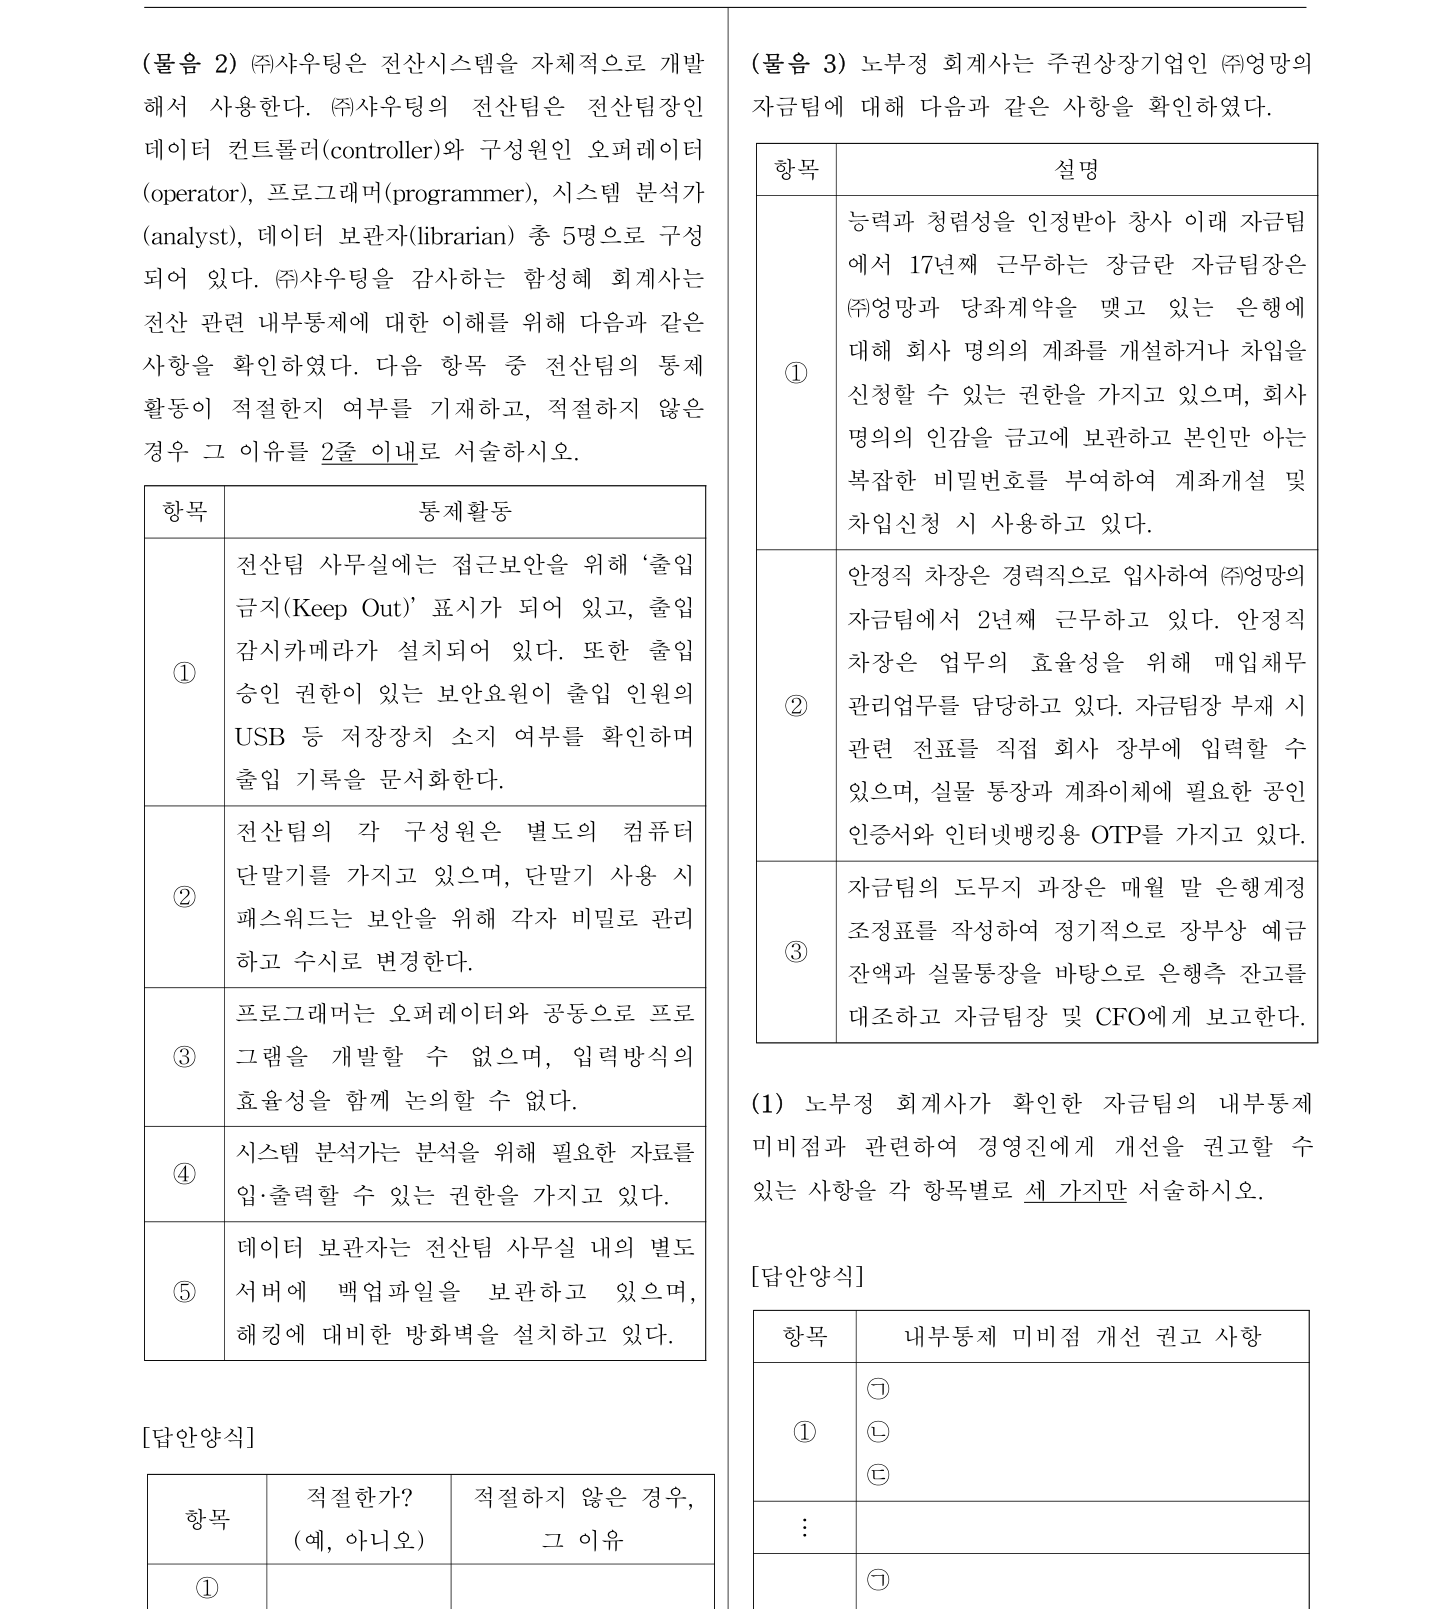 (물음 2) ㈜샤우팅은 전산시스템을 자체적으로 개발
해서 사용한다. ㈜샤우팅의 전산팀은 전산팀장인
데이터 컨트롤러(controller)와 구성원인 오퍼레이터
(operator), 프로그래머(programmer), 시스템 분석가
(analyst), 데이터 보관자(librarian) 총 5명으로 구성
되어 있다. ㈜샤우팅을 감사하는 함성혜 회계사는
전산 관련 내부통제에 대한 이해를 위해 다음과 같은
사항을 확인하였다. 다음 항목 중 전산팀의 통제
활동이 적절한지 여부를 기재하고, 적절하지 않은
경우 그 이유를 2줄 이내로 서술하시오.
항목 통제활동
①
전산팀 사무실에는 접근보안을 위해 ‘출입
금지(Keep Out)’ 표시가 되어 있고, 출입
감시카메라가 설치되어 있다. 또한 출입
승인 권한이 있는 보안요원이 출입 인원의
USB 등 저장장치 소지 여부를 확인하며
출입 기록을 문서화한다.
②
전산팀의 각 구성원은 별도의 컴퓨터
단말기를 가지고 있으며, 단말기 사용 시
패스워드는 보안을 위해 각자 비밀로 관리
하고 수시로 변경한다.
③
프로그래머는 오퍼레이터와 공동으로 프로
그램을 개발할 수 없으며, 입력방식의
효율성을 함께 논의할 수 없다.
④
시스템 분석가는 분석을 위해 필요한 자료를
입·출력할 수 있는 권한을 가지고 있다.
⑤
데이터 보관자는 전산팀 사무실 내의 별도
서버에 백업파일을 보관하고 있으며,
해킹에 대비한 방화벽을 설치하고 있다.
[답안양식]
항목
적절한가?
(예, 아니오)
적절하지 않은 경우,
그 이유
①
(물음 3) 노부정 회계사는 주권상장기업인 ㈜엉망의
자금팀에 대해 다음과 같은 사항을 확인하였다.
항목 설명
①
능력과 청렴성을 인정받아 창사 이래 자금팀
에서 17년째 근무하는 장금란 자금팀장은
㈜엉망과 당좌계약을 맺고 있는 은행에
대해 회사 명의의 계좌를 개설하거나 차입을
신청할 수 있는 권한을 가지고 있으며, 회사
명의의 인감을 금고에 보관하고 본인만 아는
복잡한 비밀번호를 부여하여 계좌개설 및
차입신청 시 사용하고 있다.
②
안정직 차장은 경력직으로 입사하여 ㈜엉망의
자금팀에서 2년째 근무하고 있다. 안정직
차장은 업무의 효율성을 위해 매입채무
관리업무를 담당하고 있다. 자금팀장 부재 시
관련 전표를 직접 회사 장부에 입력할 수
있으며, 실물 통장과 계좌이체에 필요한 공인
인증서와 인터넷뱅킹용 OTP를 가지고 있다.
③
자금팀의 도무지 과장은 매월 말 은행계정
조정표를 작성하여 정기적으로 장부상 예금
잔액과 실물통장을 바탕으로 은행측 잔고를
대조하고 자금팀장 및 CFO에게 보고한다.
(1) 노부정 회계사가 확인한 자금팀의 내부통제
미비점과 관련하여 경영진에게 개선을 권고할 수
있는 사항을 각 항목별로 세 가지만 서술하시오.
[답안양식]
항목 내부통제 미비점 개선 권고 사항
①
㉠
㉡
㉢
⋮
㉠